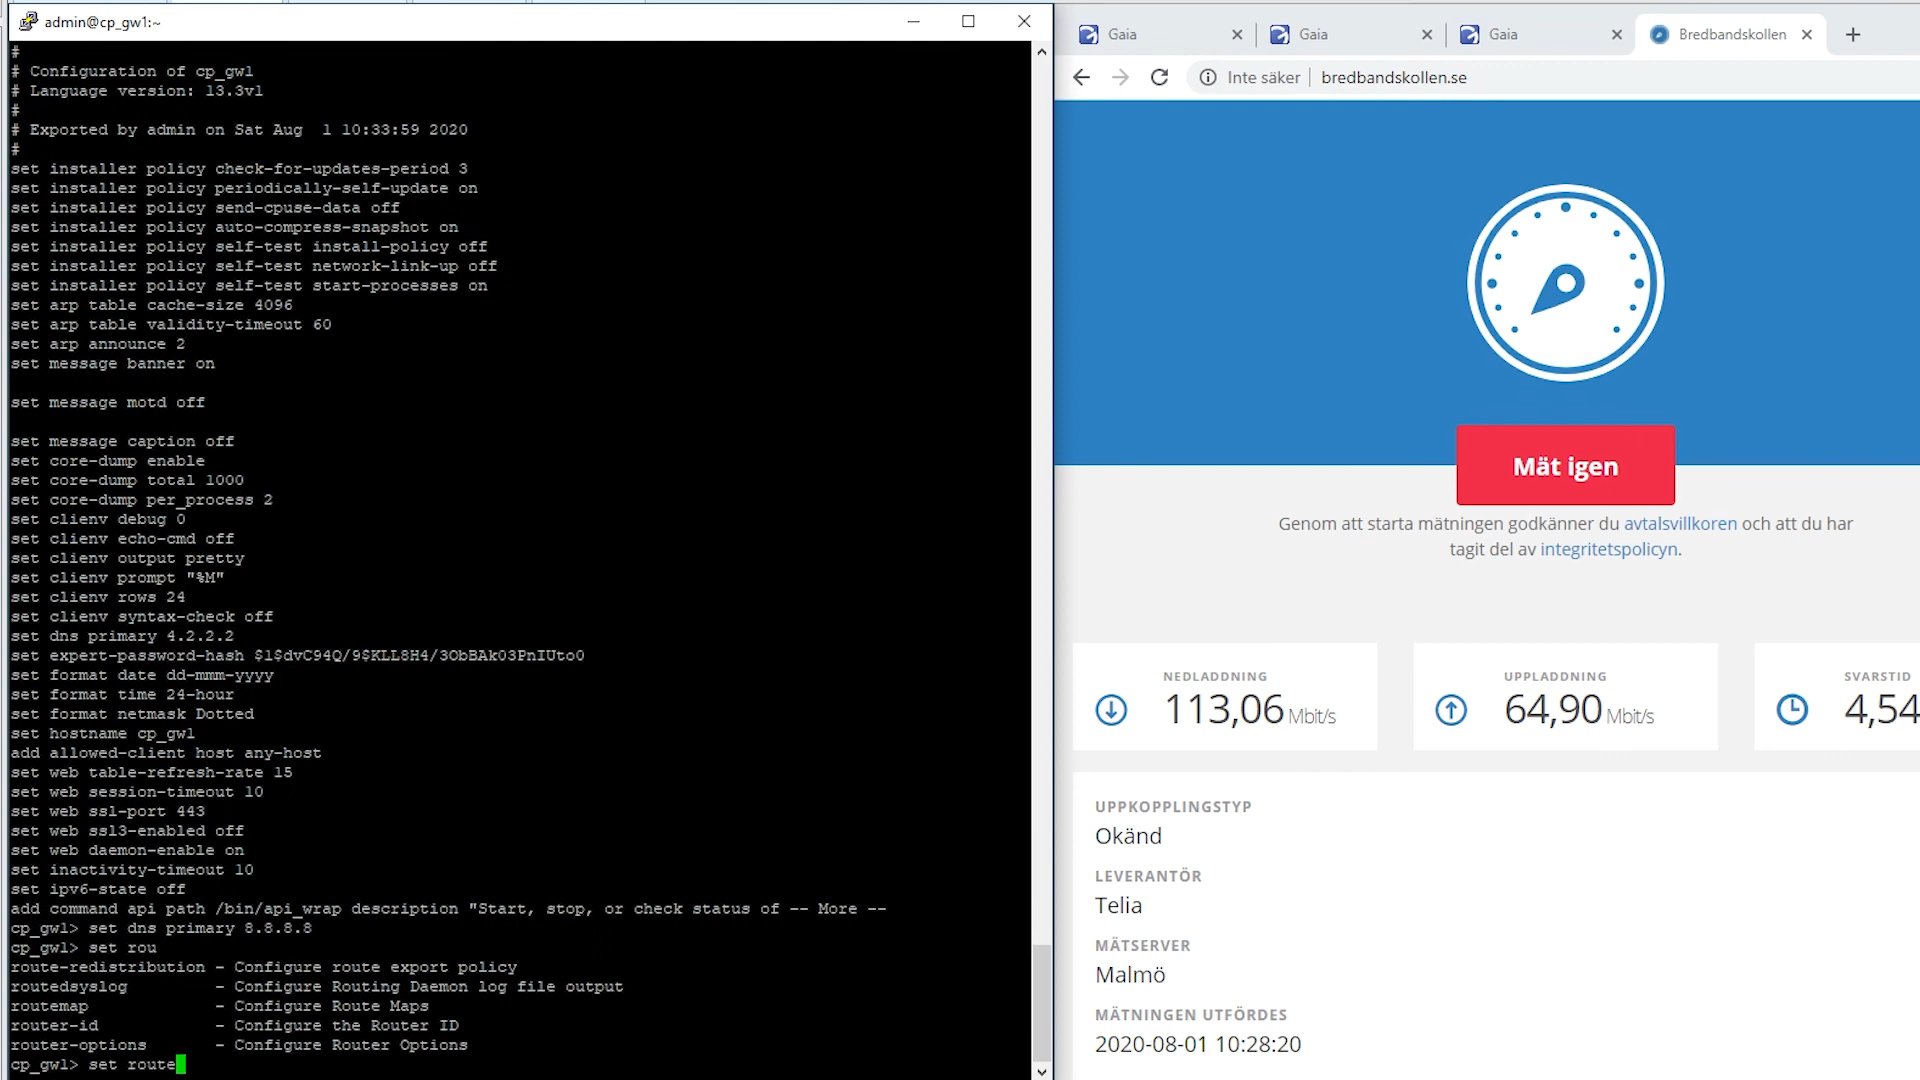 admin@cp_gw1:~
#
# Configuration of cp_gw1
# Language version: 13.3v1
#
# Exported by admin on Sat Aug  1 10:33:59 2020
#
set installer policy check-for-updates-period 3
set installer policy periodically-self-update on
set installer policy send-cpuse-data off
set installer policy auto-compress-snapshot on
set installer policy self-test install-policy off
set installer policy self-test network-link-up off
set installer policy self-test start-processes on
set arp table cache-size 4096
set arp table validity-timeout 60
set arp announce 2
set message banner on
set message motd off
set message caption off
set core-dump enable
set core-dump total 1000
set core-dump per_process 2
set clienv debug 0
set clienv echo-cmd off
set clienv output pretty
set clienv prompt "%M"
set clienv rows 24
set clienv syntax-check off
set dns primary 4.2.2.2
set expert-password-hash $1$dvC94Q/9$KLL8H4/3ObBAk03PnIUto0
set format date dd-mmm-yyyy
set format time 24-hour
set format netmask Dotted
set hostname cp_gw1
add allowed-client host any-host
set web table-refresh-rate 15
set web session-timeout 10
set web ssl-port 443
set web ssl3-enabled off
set web daemon-enable on
set inactivity-timeout 10
set ipv6-state off
add command api path /bin/api_wrap description "Start, stop, or check status of -- More --
cp_gw1> set dns primary 8.8.8.8
cp_gw1> set rou
route-redistribution - Configure route export policy
routedsyslog         - Configure Routing Daemon log file output
routemap             - Configure Route Maps
router-id            - Configure the Router ID
router-options       - Configure Router Options
cp_gw1> set route
Gaia
Gaia
Gaia
Bredbandskollen
Inte säker
bredbandskollen.se
Mät igen
Genom att starta mätningen godkänner du avtalsvillkoren och att du har
tagit del av integritetspolicyn.
NEDLADDNING
113,06 Mbit/s
UPPLADDNING
64,90 Mbit/s
SVARSTID
4,54
UPPKOPPLINGSTYP
Okänd
LEVERANTÖR
Telia
MÄTSERVER
Malmö
MÄTNINGEN UTFÖRDES
2020-08-01 10:28:20